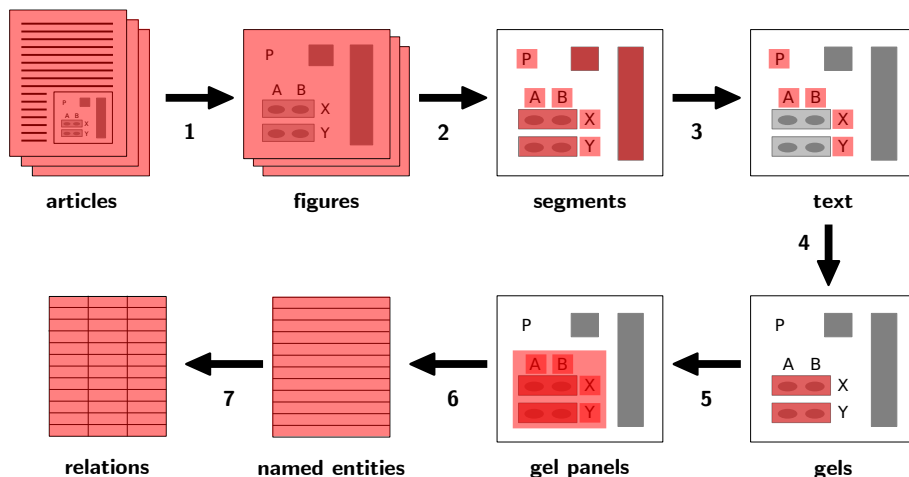 P
A B
X
Y
articles
1
P
A B
X
Y
figures
2
P
A B
X
Y
segments
3
P
A B
X
Y
text
4
P
A B
X
Y
gels
5
P
A B
X
Y
gel panels
6
named entities
7
relations